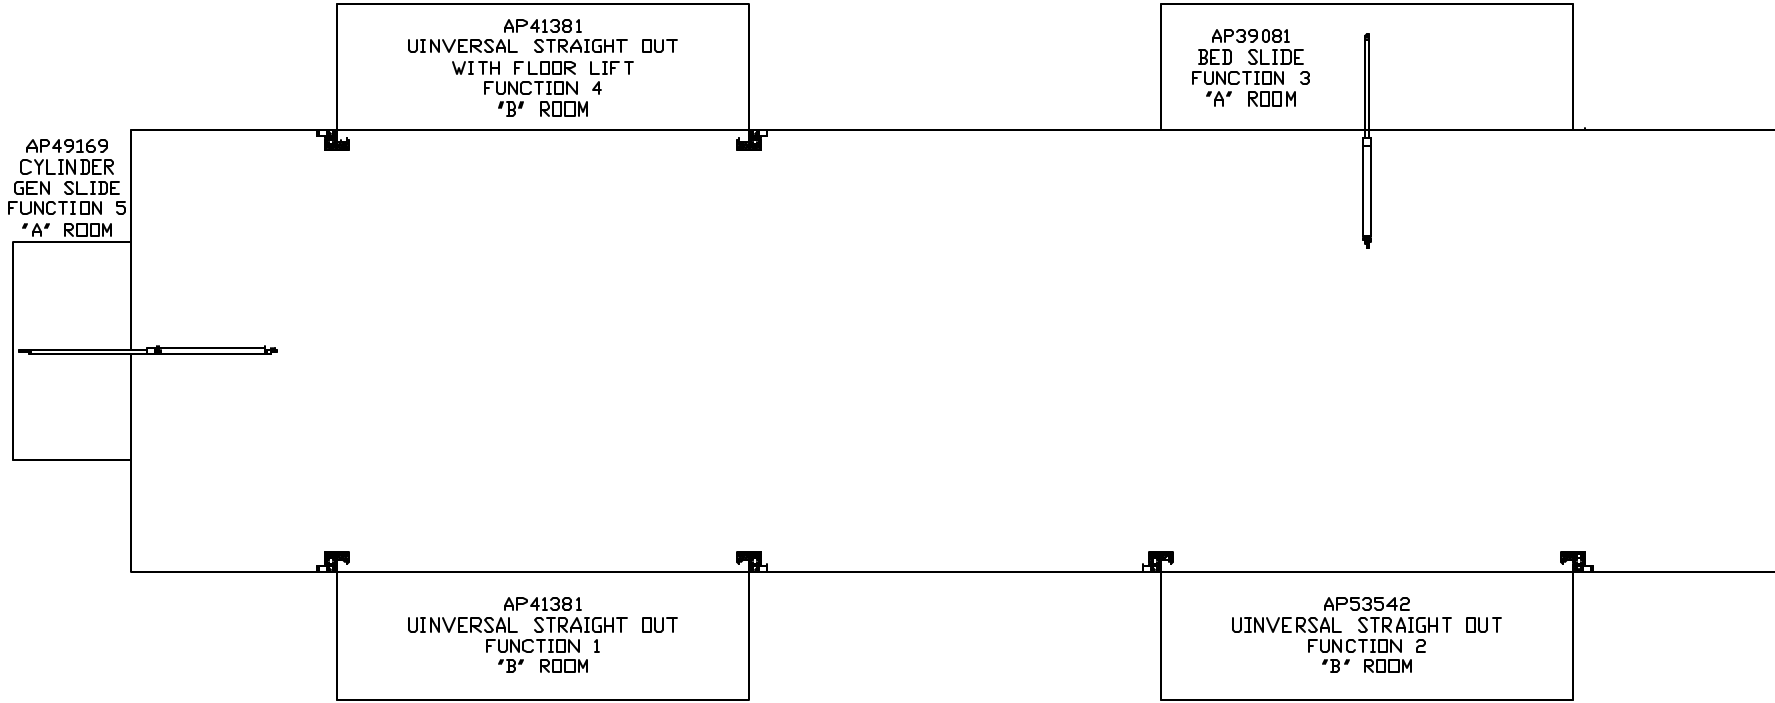 AP41381
UINVERSAL STRAIGHT OUT
WITH FLOOR LIFT
FUNCTION 4
"B" ROOM
AP39081
BED SLIDE
FUNCTION 3
"A" ROOM
AP49169
CYLINDER
GEN SLIDE
FUNCTION 5
"A" ROOM
AP41381
UINVERSAL STRAIGHT OUT
FUNCTION 1
"B" ROOM
AP53542
UINVERSAL STRAIGHT OUT
FUNCTION 2
"B" ROOM